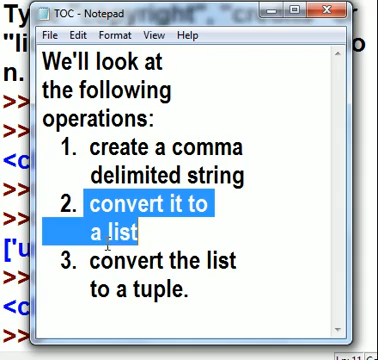 TOC - Notepad
File Edit Format View Help
We'll look at
the following
operations:
1. create a comma
delimited string
2. convert it to
a list
3. convert the list
to a tuple.
n.
>>
>>
<c
>>
>>
['u
>>
<c
>>